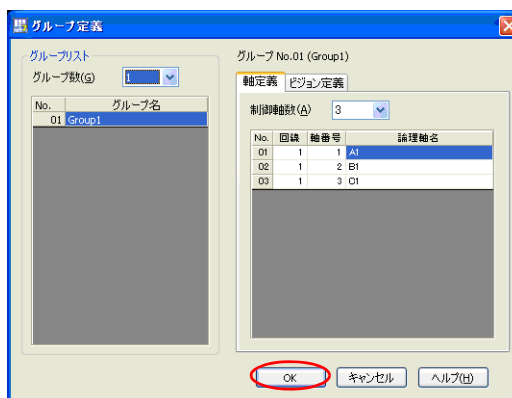 グループ定義
グループリスト
グループ数(G) 1
No. グループ名
01 Group1
グループ No.01 (Group1)
軸定義 ビジョン定義
制御軸数(A) 3
No. 回線 軸番号 論理軸名
01 1 1 A1
02 1 2 B1
03 1 3 C1
OK キャンセル ヘルプ(H)